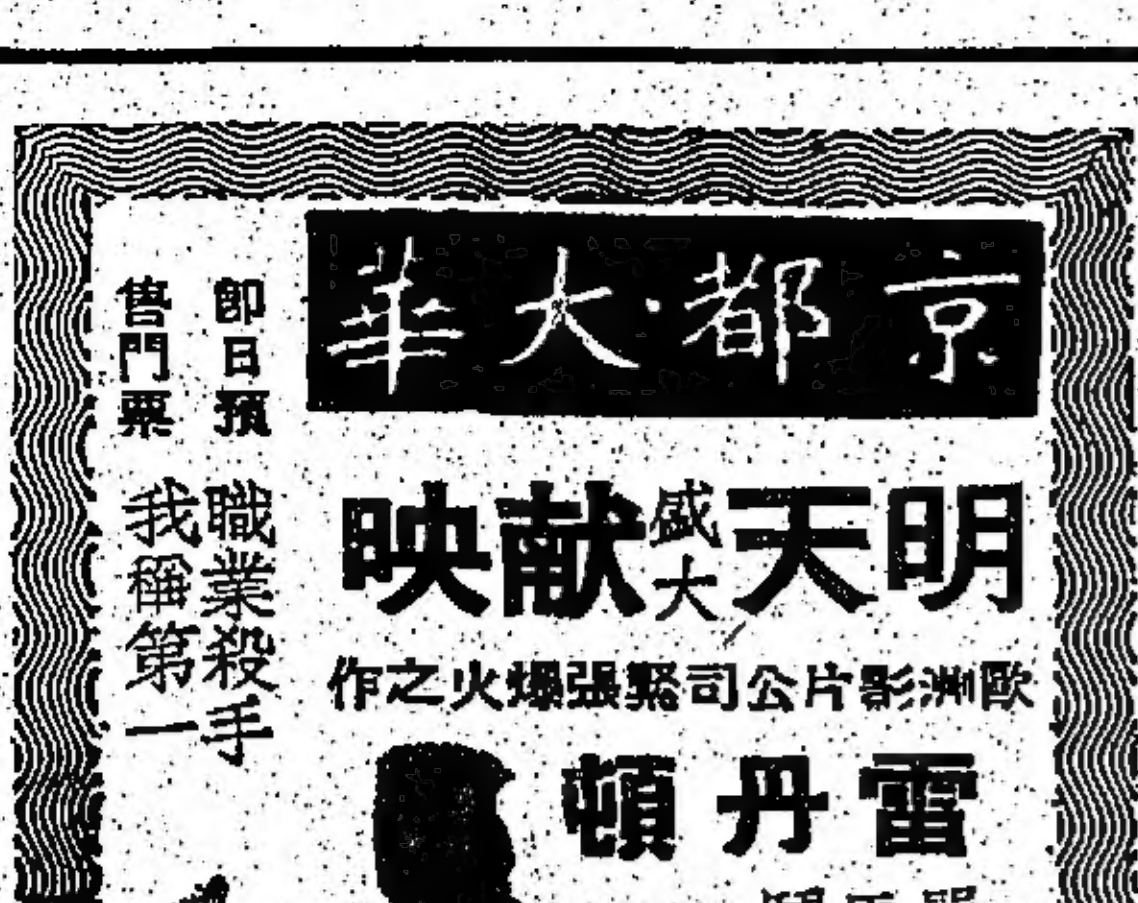 京都·大華
明天盛大献映
歐洲影片公司緊張爆火之作
雷丹頓
即日預
售門票
職業殺手
我稱第一